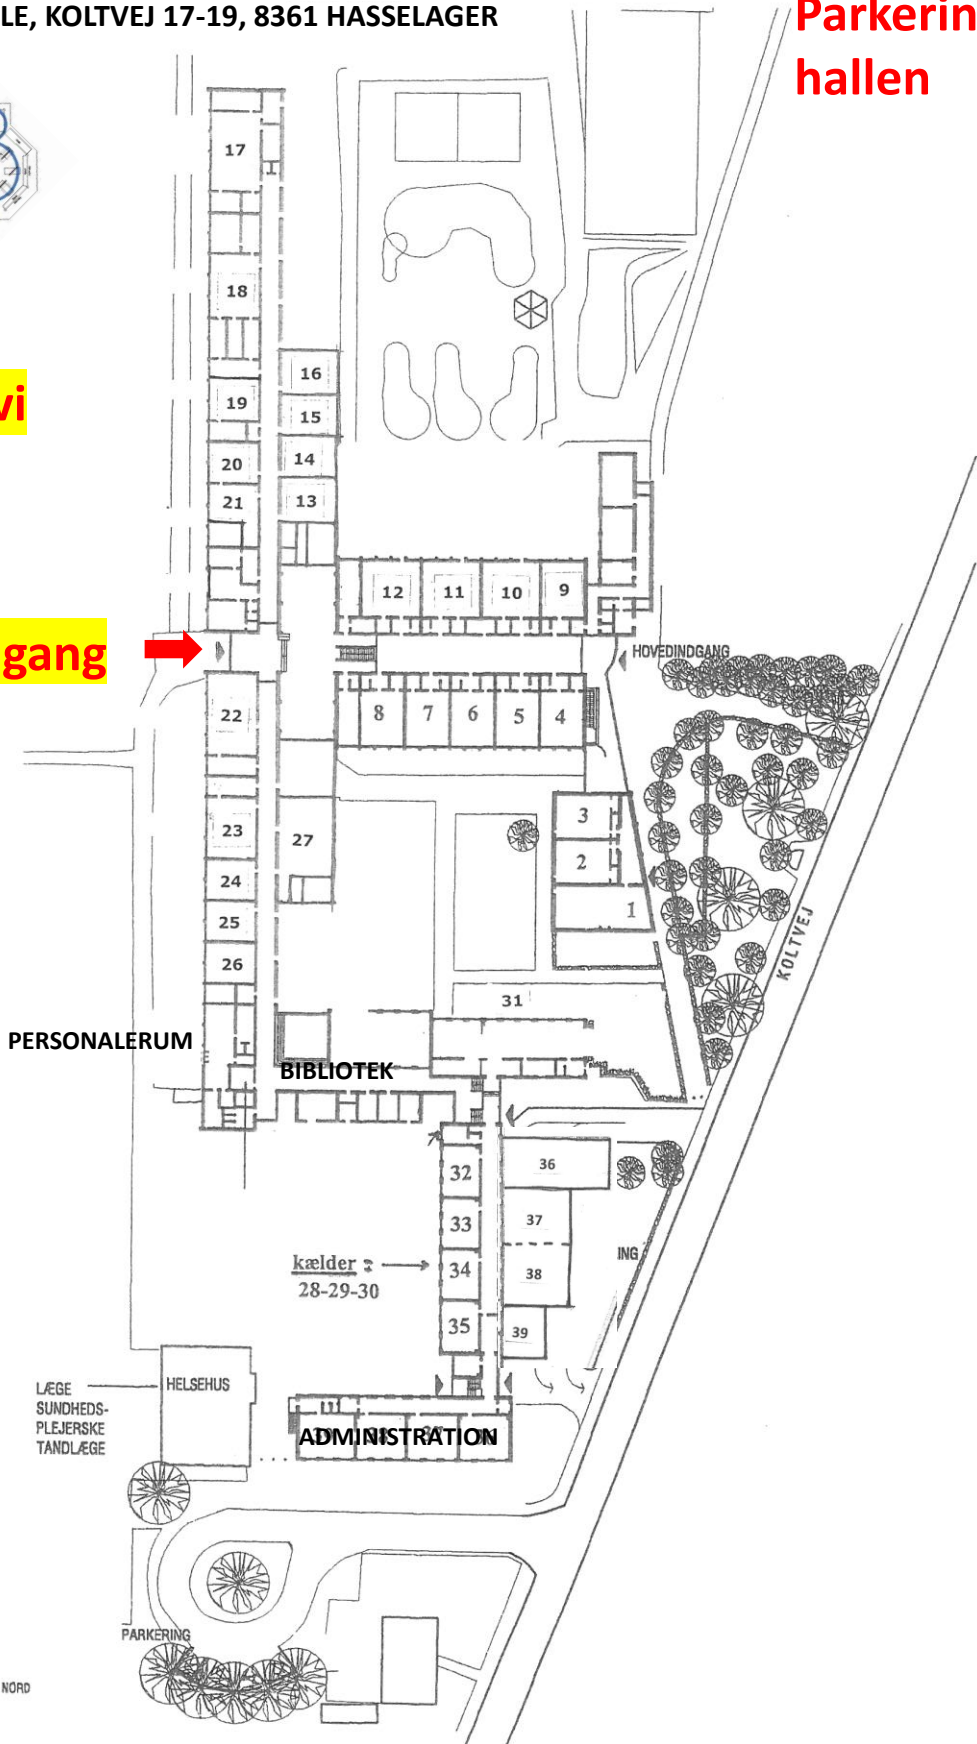 LE, KOLTVEJ 17-19, 8361 HASSELAGER
Parkerin
hallen
17
18
16
vi
19
15
14
20
13
21
12
11
10
9
gang
HOVEDINDGANG
22
8
7
6
5
4
3
23
27
2
24
1
25
KOLTVEJ
26
31
PERSONALERUM
BIBLIOTEK
32
36
33
37
ING
kælder :
34
38
28-29-30
35
39
LÆGE
SUNDHEDS-
PLEJERSKE
TANDLÆGE
HELSEHUS
ADMINISTRATION
PARKERING
NORD